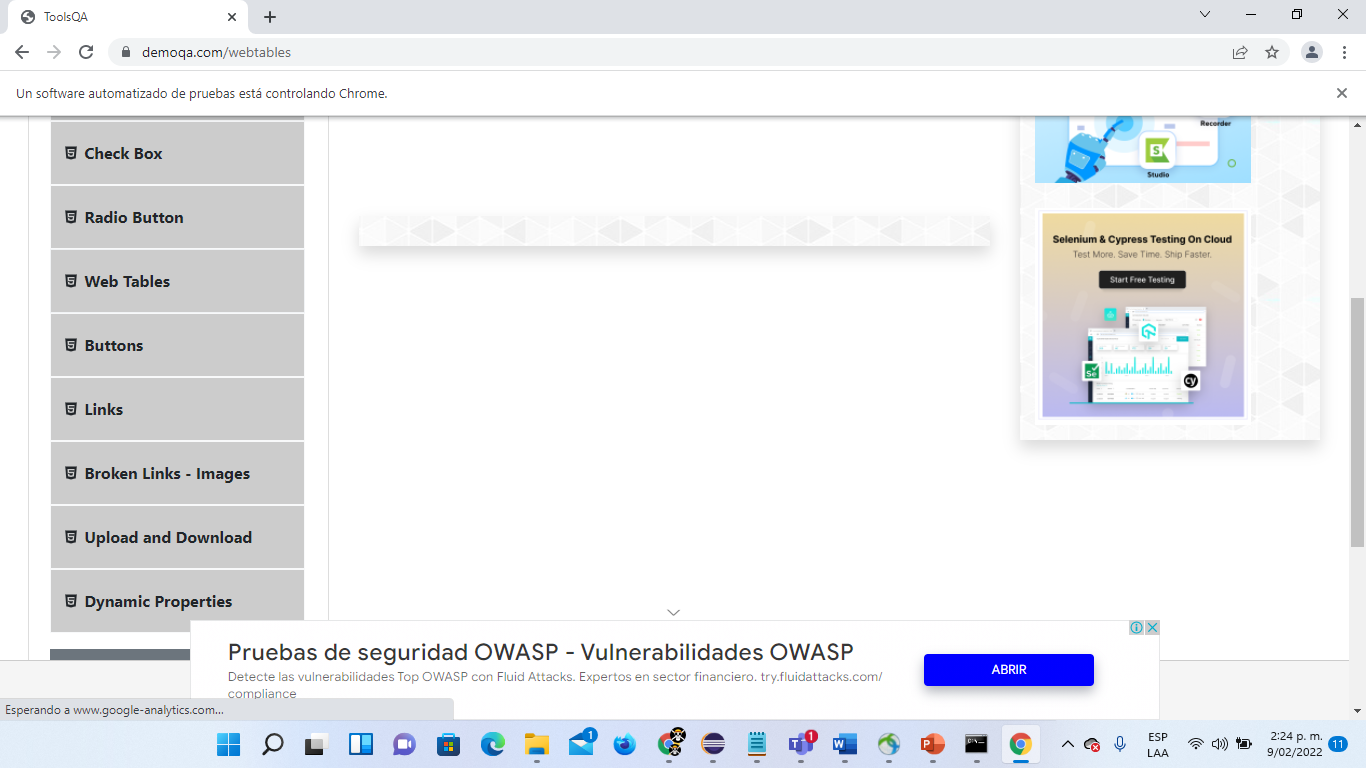 ToolsQA
demoqa.com/webtables
Un software automatizado de pruebas está controlando Chrome.
Check Box
Radio Button
Web Tables
Buttons
Links
Broken Links - Images
Upload and Download
Dynamic Properties
Recorder
Studio
Selenium & Cypress Testing On Cloud
Test More. Save Time. Ship Faster.
Start Free Testing
Se
cy
Pruebas de seguridad OWASP - Vulnerabilidades OWASP
Detecte las vulnerabilidades Top OWASP con Fluid Attacks. Expertos en sector financiero. try.fluidattacks.com/
compliance
ABRIR
Esperando a www.google-analytics.com...
1
1
ESP
LAA
2:24 p. m.
9/02/2022
11